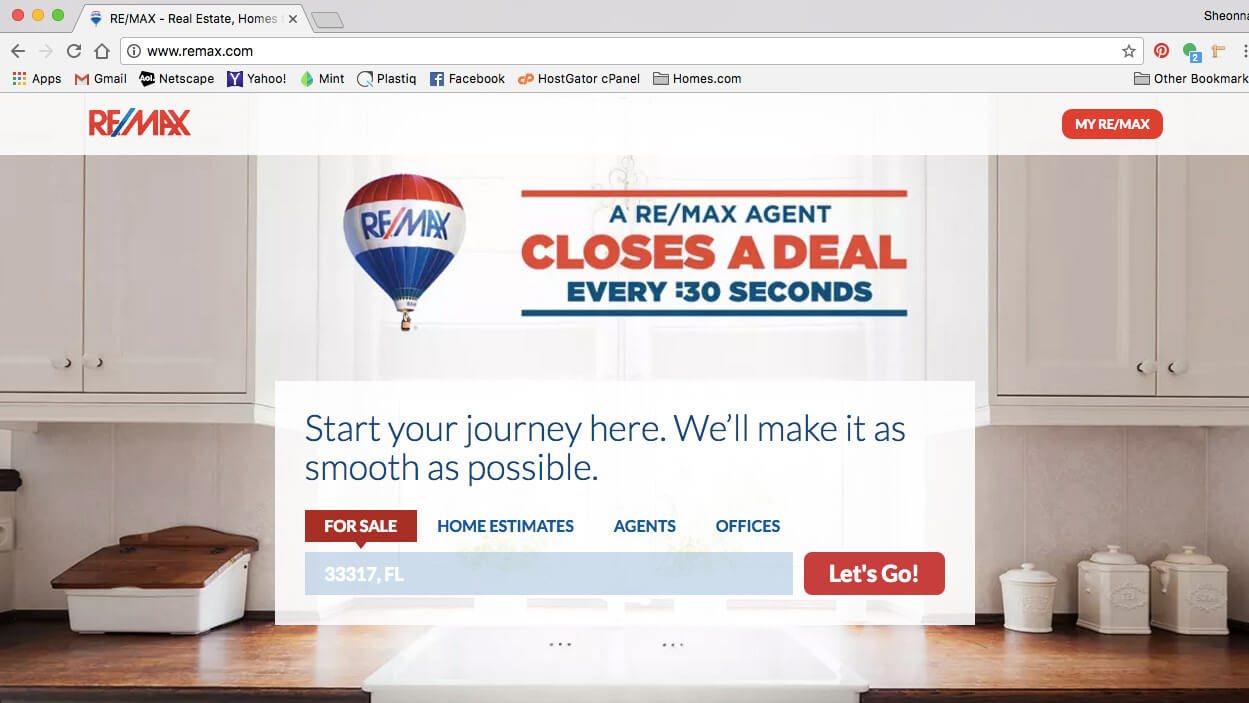 Sheonna
RE/MAX - Real Estate, Homes
www.remax.com
2
Apps Gmail Aol. Netscape Yahoo! Mint Plastiq Facebook HostGator cPanel Homes.com Other Bookmark
RE/MAX
MY RE/MAX
RE/MAX
A RE/MAX AGENT
CLOSES A DEAL
EVERY :30 SECONDS
Start your journey here. We'll make it as
smooth as possible.
FOR SALE HOME ESTIMATES AGENTS OFFICES
33317, FL
Let's Go!